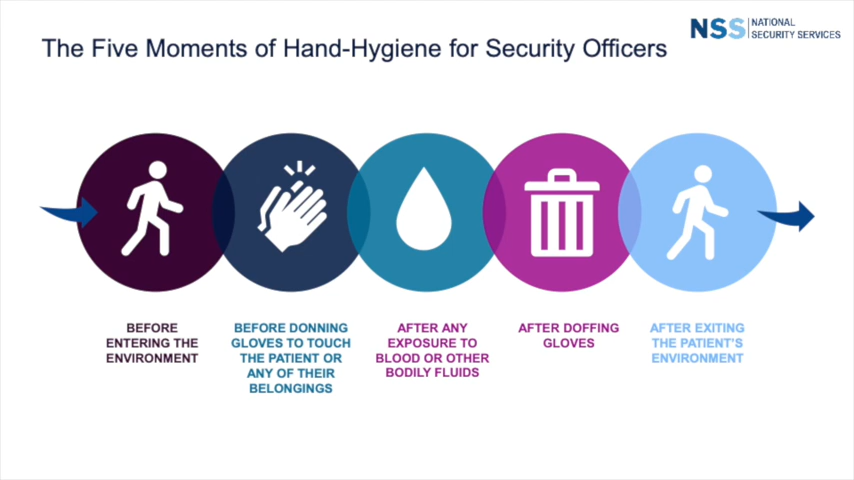 The Five Moments of Hand-Hygiene for Security Officers
NSS
NATIONAL
SECURITY SERVICES
BEFORE
ENTERING THE
ENVIRONMENT
BEFORE DONNING
GLOVES TO TOUCH
THE PATIENT OR
ANY OF THEIR
BELONGINGS
AFTER ANY
EXPOSURE TO
BLOOD OR OTHER
BODILY FLUIDS
AFTER DOFFING
GLOVES
AFTER EXITING
THE PATIENT'S
ENVIRONMENT